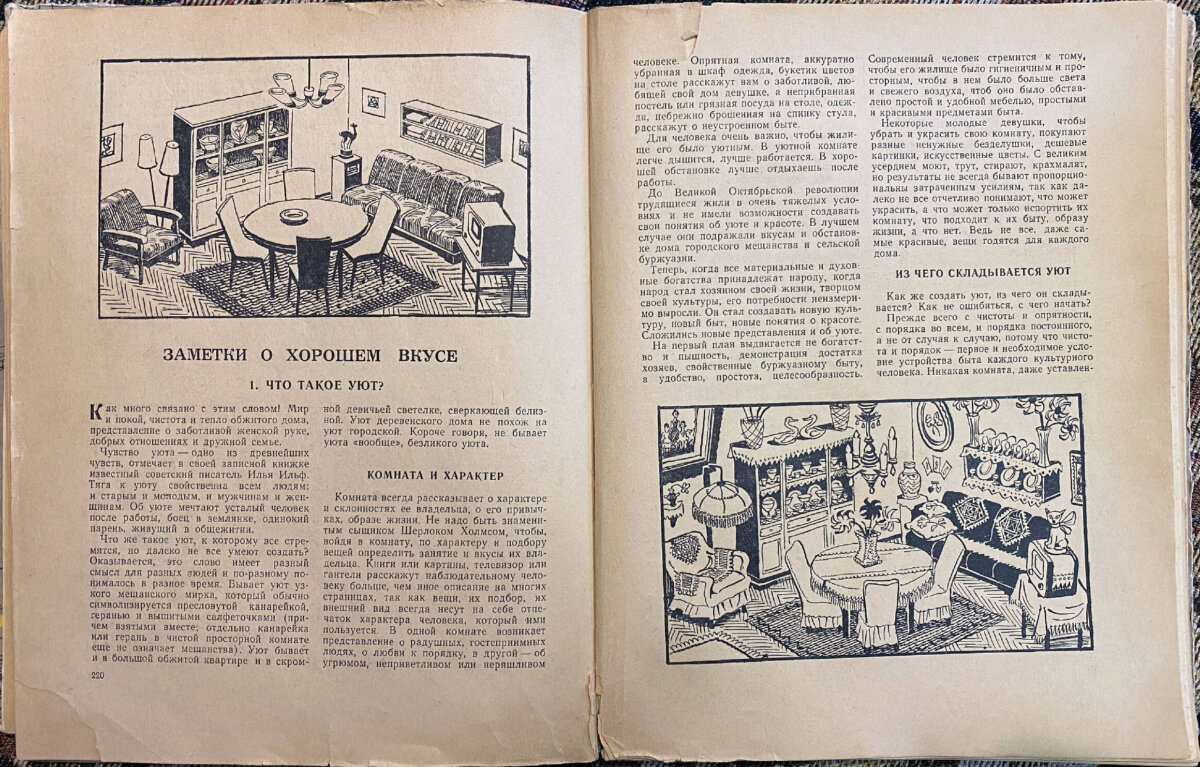 ЗАМЕТКИ О ХОРОШЕМ ВКУСЕ
1. ЧТО ТАКОЕ УЮТ?
Как много связано с этим словом! Мир
и покой, чистота и тепло обжитого дома,
представление о заботливой женской руке,
добрых отношениях и дружной семье.
Чувство уюта — одно из древнейших
чувств, отмечает в своей записной книжке
известный советский писатель Илья Ильф.
Тяга к уюту свойственна всем людям:
и старым и молодым, и мужчинам и жен-
щинам. Об уюте мечтают усталый человек
после работы, боец в землянке, одинокий
парень, живущий в общежитии.
Что же такое уют, к которому все стре-
мятся, но далеко не все умеют создать?
Оказывается, это слово имеет разный
смысл для разных людей и по-разному по-
нималось в разное время. Бывает уют уз-
кого мещанского мирка, который обычно
символизируется пресловутой канарейкой,
геранью и вышитыми салфеточками (при-
чем взятыми вместе; отдельно канарейка
или герань в чистой просторной комнате
еще не означает мещанства). Уют бывает
и в большой обжитой квартире и в скром-
220
ной девичьей светелке, сверкающей белиз-
ной. Уют деревенского дома не похож на
уют городской. Короче говоря, не бывает
уюта «вообще», безликого уюта.
КОМНАТА И ХАРАКТЕР
Комната всегда рассказывает о характере
и склонностях ее владельца, о его привыч-
ках, образе жизни. Не надо быть знамени-
тым сыщиком Шерлоком Холмсом, чтобы,
войдя в комнату, по характеру и подбору
вещей определить занятие и вкусы их вла-
дельца. Книги или картины, телевизор или
гантели расскажут наблюдательному чело-
веку больше, чем иное описание на многих
страницах, так как вещи, их подбор, их
внешний вид всегда несут на себе отпе-
чаток характера человека, который ими
пользуется. В одной комнате возникает
представление о радушных, гостеприимных
людях, о любви к порядку, в другой — об
угрюмом, неприветливом или неряшливом
человеке. Опрятная комната, аккуратно
убранная в шкаф одежда, букетик цветов
на столе расскажут вам о заботливой, лю-
бящей свой дом девушке, а неприбранная
постель или грязная посуда на столе, одеж-
да, небрежно брошенная на спинку стула,
расскажут о неустроенном быте.
Для человека очень важно, чтобы жили-
ще его было уютным. В уютной комнате
легче дышится, лучше работается. В хоро-
шей обстановке лучше отдыхаешь после
работы.
До Великой Октябрьской революции
трудящиеся жили в очень тяжелых усло-
виях и не имели возможности создавать
свои понятия об уюте и красоте. В лучшем
случае они подражали вкусам и обстанов-
ке дома городского мещанства и сельской
буржуазии.
Теперь, когда все материальные и духов-
ные богатства принадлежат народу, когда
народ стал хозяином своей жизни, творцом
своей культуры, его потребности неизмери-
мо выросли. Он стал создавать новую куль-
туру, новый быт, новые понятия о красоте.
Сложились новые представления и об уюте.
На первый план выдвигается не богатст-
во и пышность, демонстрация достатка
хозяев, свойственные буржуазному быту,
а удобство, простота, целесообразность.
Современный человек стремится к тому,
чтобы его жилище было гигиеничным и про-
сторным, чтобы в нем было больше света
и свежего воздуха, чтоб оно было обстав-
лено простой и удобной мебелью, простыми
и красивыми предметами быта.
Некоторые молодые девушки, чтобы
убрать и украсить свою комнату, покупают
разные ненужные безделушки, дешевые
картинки, искусственные цветы. С великим
усердием моют, трут, стирают, крахмалят,
но результаты не всегда бывают пропорцио-
нальны затраченным усилиям, так как да-
леко не все отчетливо понимают, что может
украсить, а что может только испортить их
комнату, что подходит к их быту, образу
жизни, а что нет. Ведь не все, даже са-
мые красивые, вещи годятся для каждого
дома.
ИЗ ЧЕГО СКЛАДЫВАЕТСЯ УЮТ
Как же создать уют, из чего он склады-
вается? Как не ошибиться, с чего начать?
Прежде всего с чистоты и опрятности,
с порядка во всем, и порядка постоянного,
а не от случая к случаю, потому что чисто-
та и порядок — первое и необходимое усло-
вие устройства быта каждого культурного
человека. Никакая комната, даже уставлен-